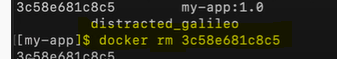 3c58e681c8c5 my-app:1.0
distracted_galileo
[[my-app]$ docker rm 3c58e681c8c5
3c58e681c8c5